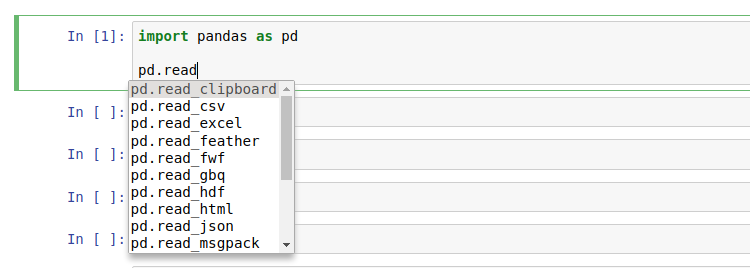 In [1]: import pandas as pd
pd.read
pd.read_clipboard
In [ ]: pd.read_csv
pd.read_excel
pd.read_feather
In [ ]: pd.read_fwf
pd.read_gbq
In [ ]: pd.read_hdf
pd.read_html
pd.read_json
In [ ]: pd.read_msgpack